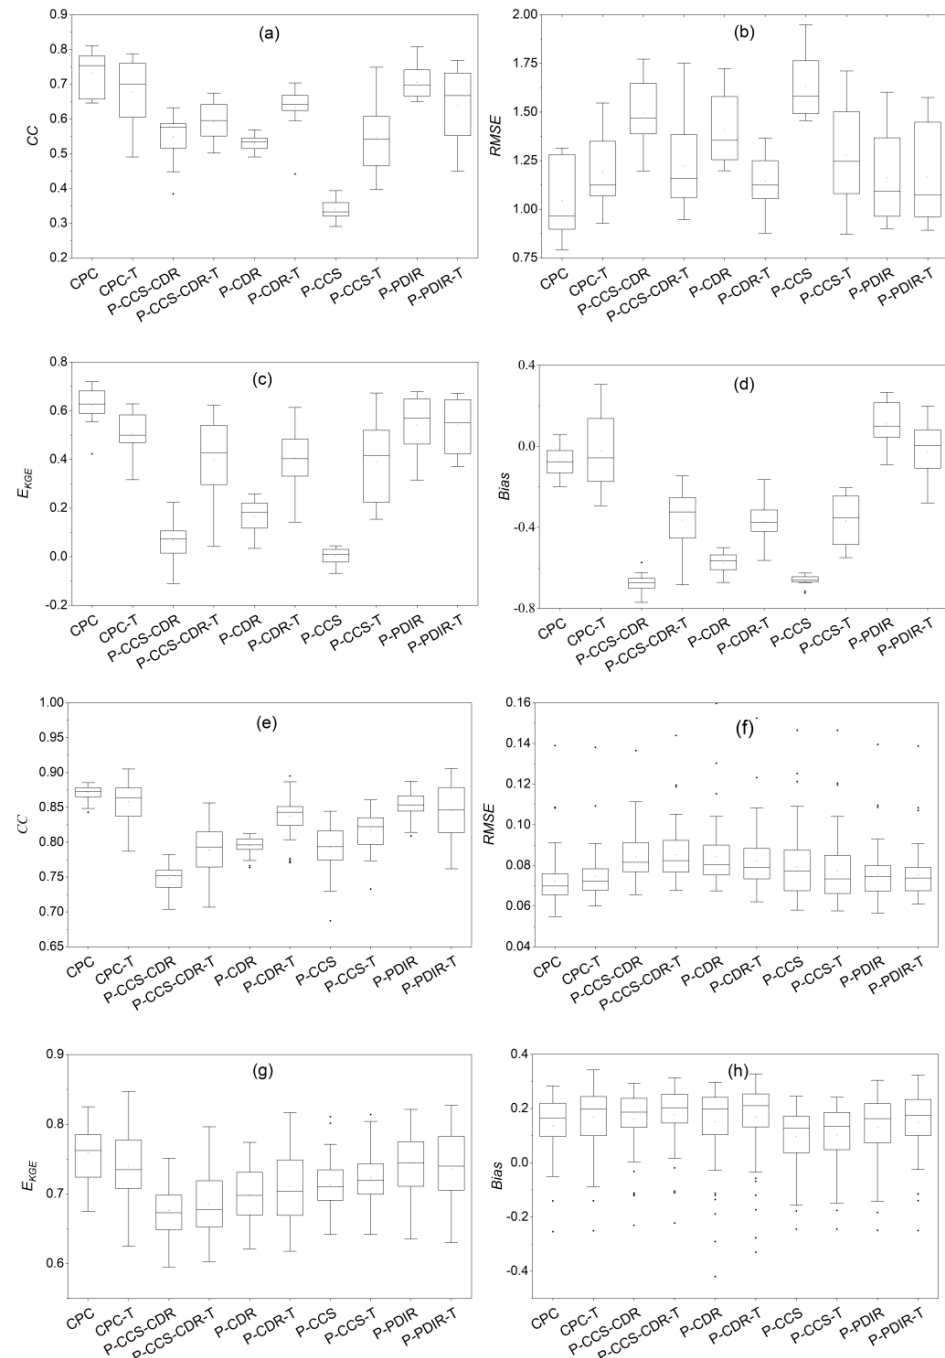 (a)
CC
0.9
0.8
0.7
0.6
0.5
0.4
0.3
0.2
CPC
CPC-T
P-CCS-CDR
P-CCS-CDR-T
P-CDR
P-CDR-T
P-CCS
P-CCS-T
P-PDIR
P-PDIR-T
(b)
RMSE
2.00
1.75
1.50
1.25
1.00
0.75
CPC
CPC-T
P-CCS-CDR
P-CCS-CDR-T
P-CDR
P-CDR-T
P-CCS
P-CCS-T
P-PDIR
P-PDIR-T
(c)
E_KGE
0.8
0.6
0.4
0.2
0.0
-0.2
CPC
CPC-T
P-CCS-CDR
P-CCS-CDR-T
P-CDR
P-CDR-T
P-CCS
P-CCS-T
P-PDIR
P-PDIR-T
(d)
Bias
0.4
0.0
-0.4
-0.8
CPC
CPC-T
P-CCS-CDR
P-CCS-CDR-T
P-CDR
P-CDR-T
P-CCS
P-CCS-T
P-PDIR
P-PDIR-T
(e)
CC
1.00
0.95
0.90
0.85
0.80
0.75
0.70
0.65
CPC
CPC-T
P-CCS-CDR
P-CCS-CDR-T
P-CDR
P-CDR-T
P-CCS
P-CCS-T
P-PDIR
P-PDIR-T
(f)
RMSE
0.16
0.14
0.12
0.10
0.08
0.06
0.04
CPC
CPC-T
P-CCS-CDR
P-CCS-CDR-T
P-CDR
P-CDR-T
P-CCS
P-CCS-T
P-PDIR
P-PDIR-T
(g)
E_KGE
0.9
0.8
0.7
0.6
CPC
CPC-T
P-CCS-CDR
P-CCS-CDR-T
P-CDR
P-CDR-T
P-CCS
P-CCS-T
P-PDIR
P-PDIR-T
(h)
Bias
0.4
0.2
0.0
-0.2
-0.4
CPC
CPC-T
P-CCS-CDR
P-CCS-CDR-T
P-CDR
P-CDR-T
P-CCS
P-CCS-T
P-PDIR
P-PDIR-T